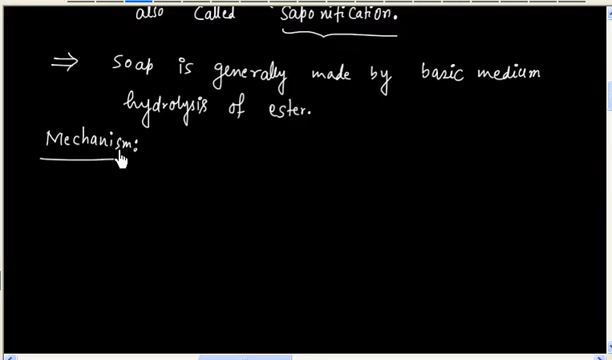 also called saponification.
⇒ Soap is generally made by basic medium
hydrolysis of ester.
Mechanism: